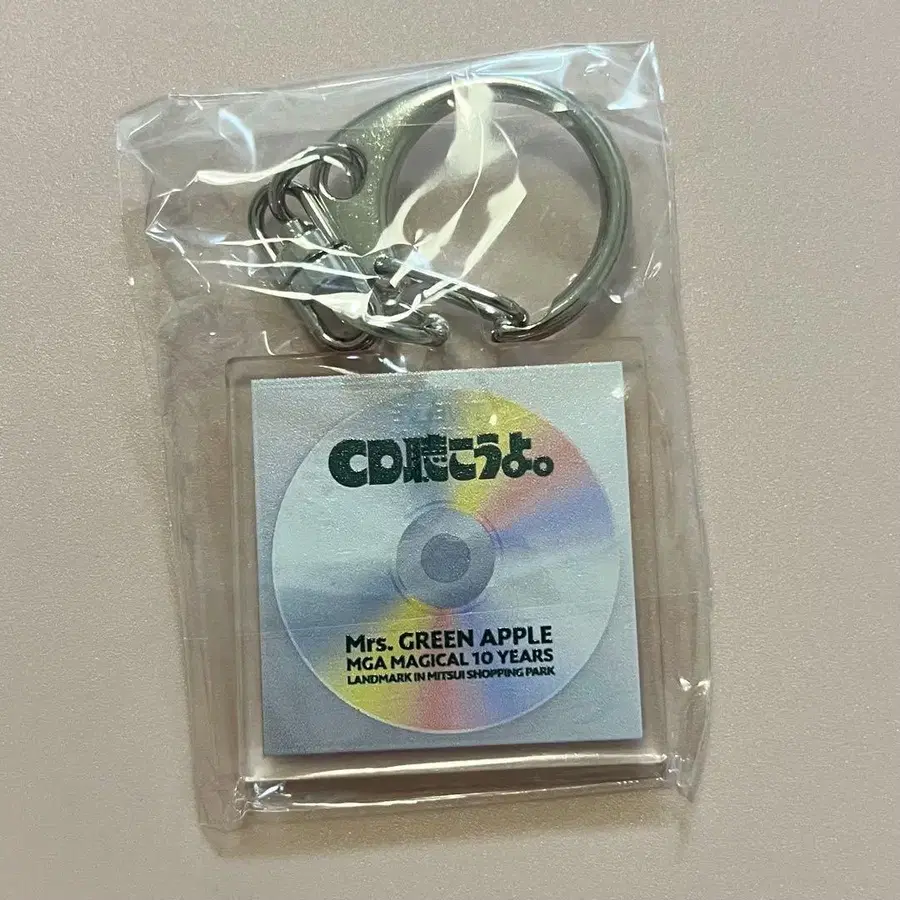 CD聴こうよ。
Mrs. GREEN APPLE
MGA MAGICAL 10 YEARS
LANDMARK IN MITSUI SHOPPING PARK